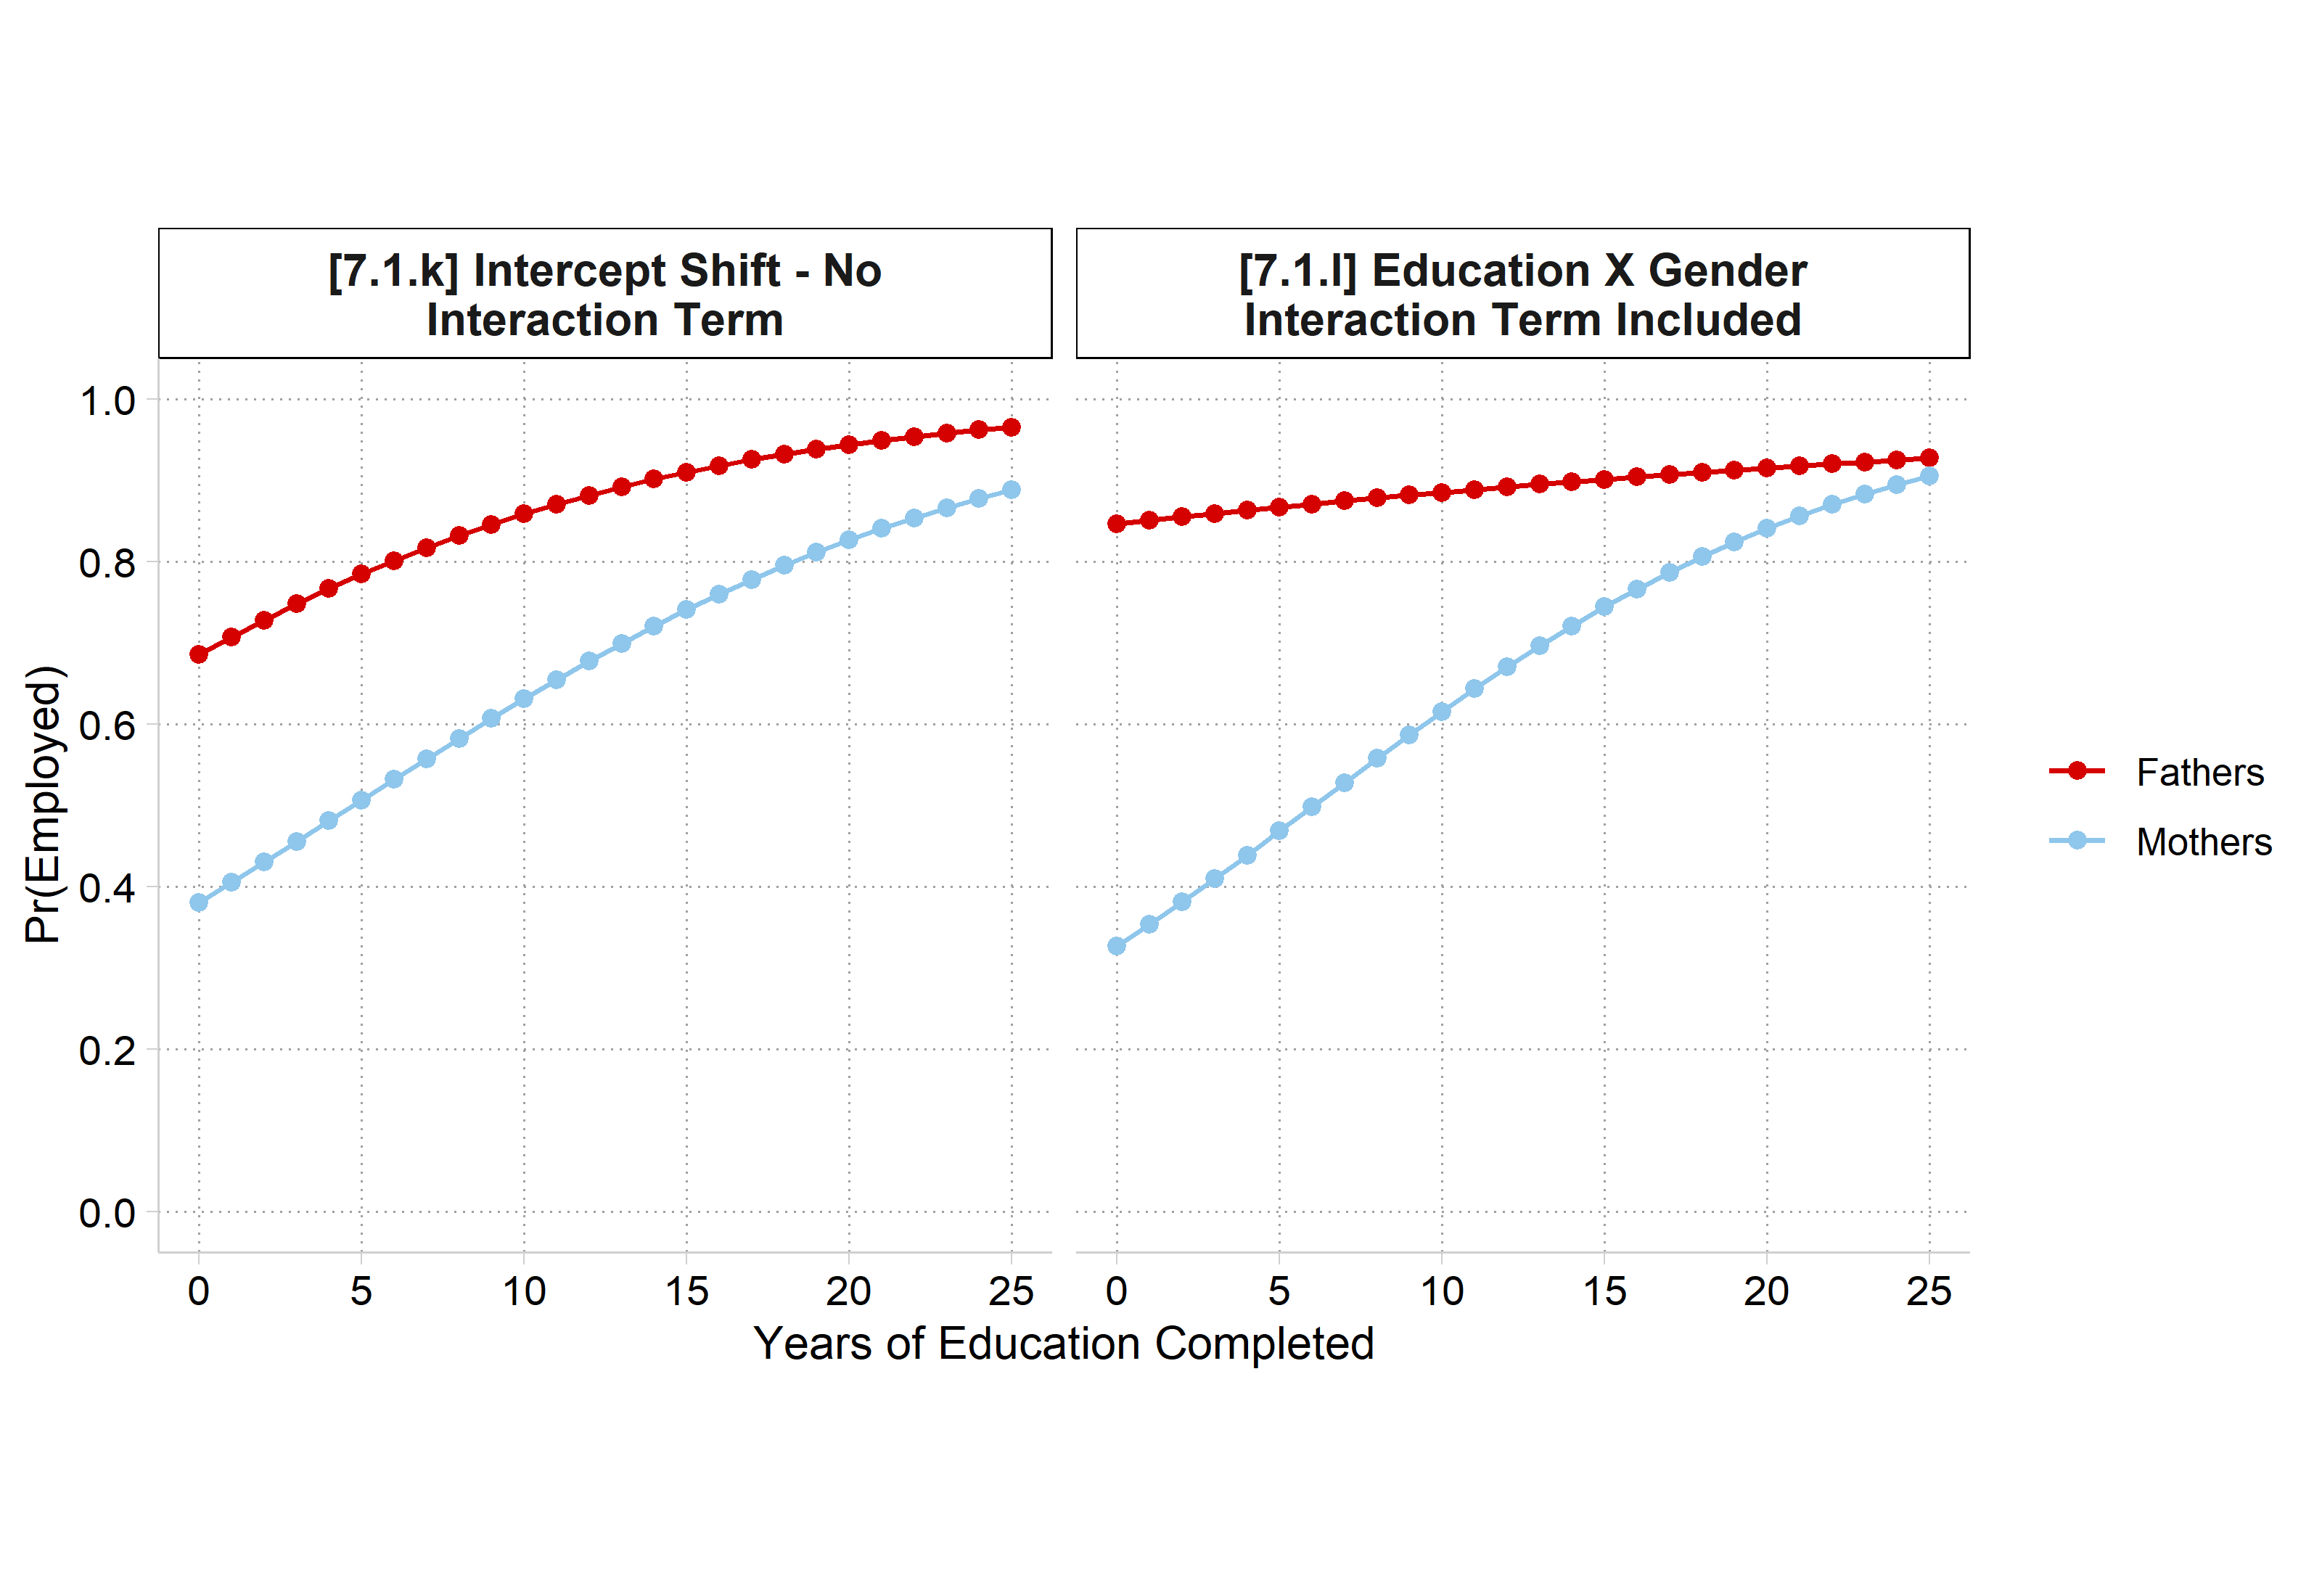 [7.1.k] Intercept Shift - No
Interaction Term
[7.1.l] Education X Gender
Interaction Term Included
1.0
0.8
0.6
0.4
0.2
0.0
Pr(Employed)
0 5 10 15 20 25
0 5 10 15 20 25
Years of Education Completed
Fathers
Mothers